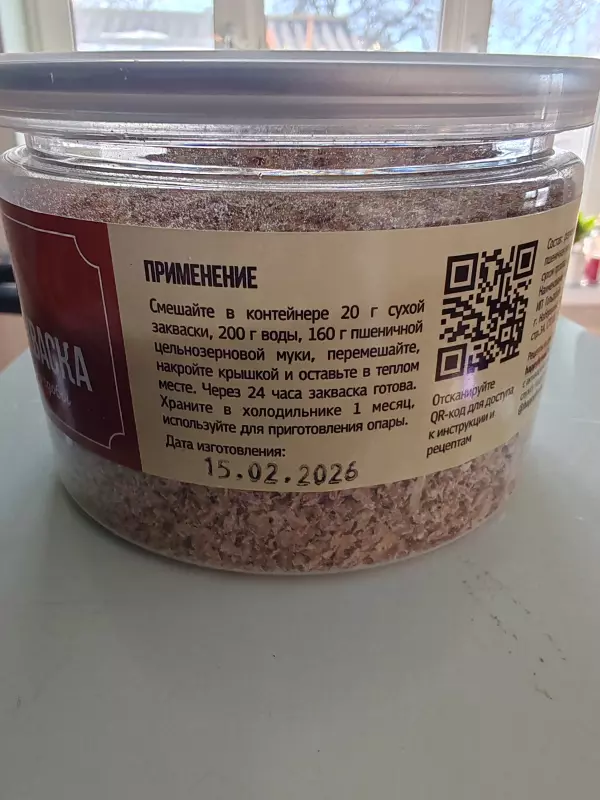 ПРИМЕНЕНИЕ
Смешайте в контейнере 20 г сухой
закваски, 200 г воды, 160 г пшеничной
цельнозерновой муки, перемешайте,
накройте крышкой и оставьте в теплом
месте. Через 24 часа закваска готова.
Храните в холодильнике 1 месяц,
используйте для приготовления опары.
Дата изготовления:
15.02.2026
Отсканируйте
QR-код для доступа
к инструкции и
рецептам
Состав: